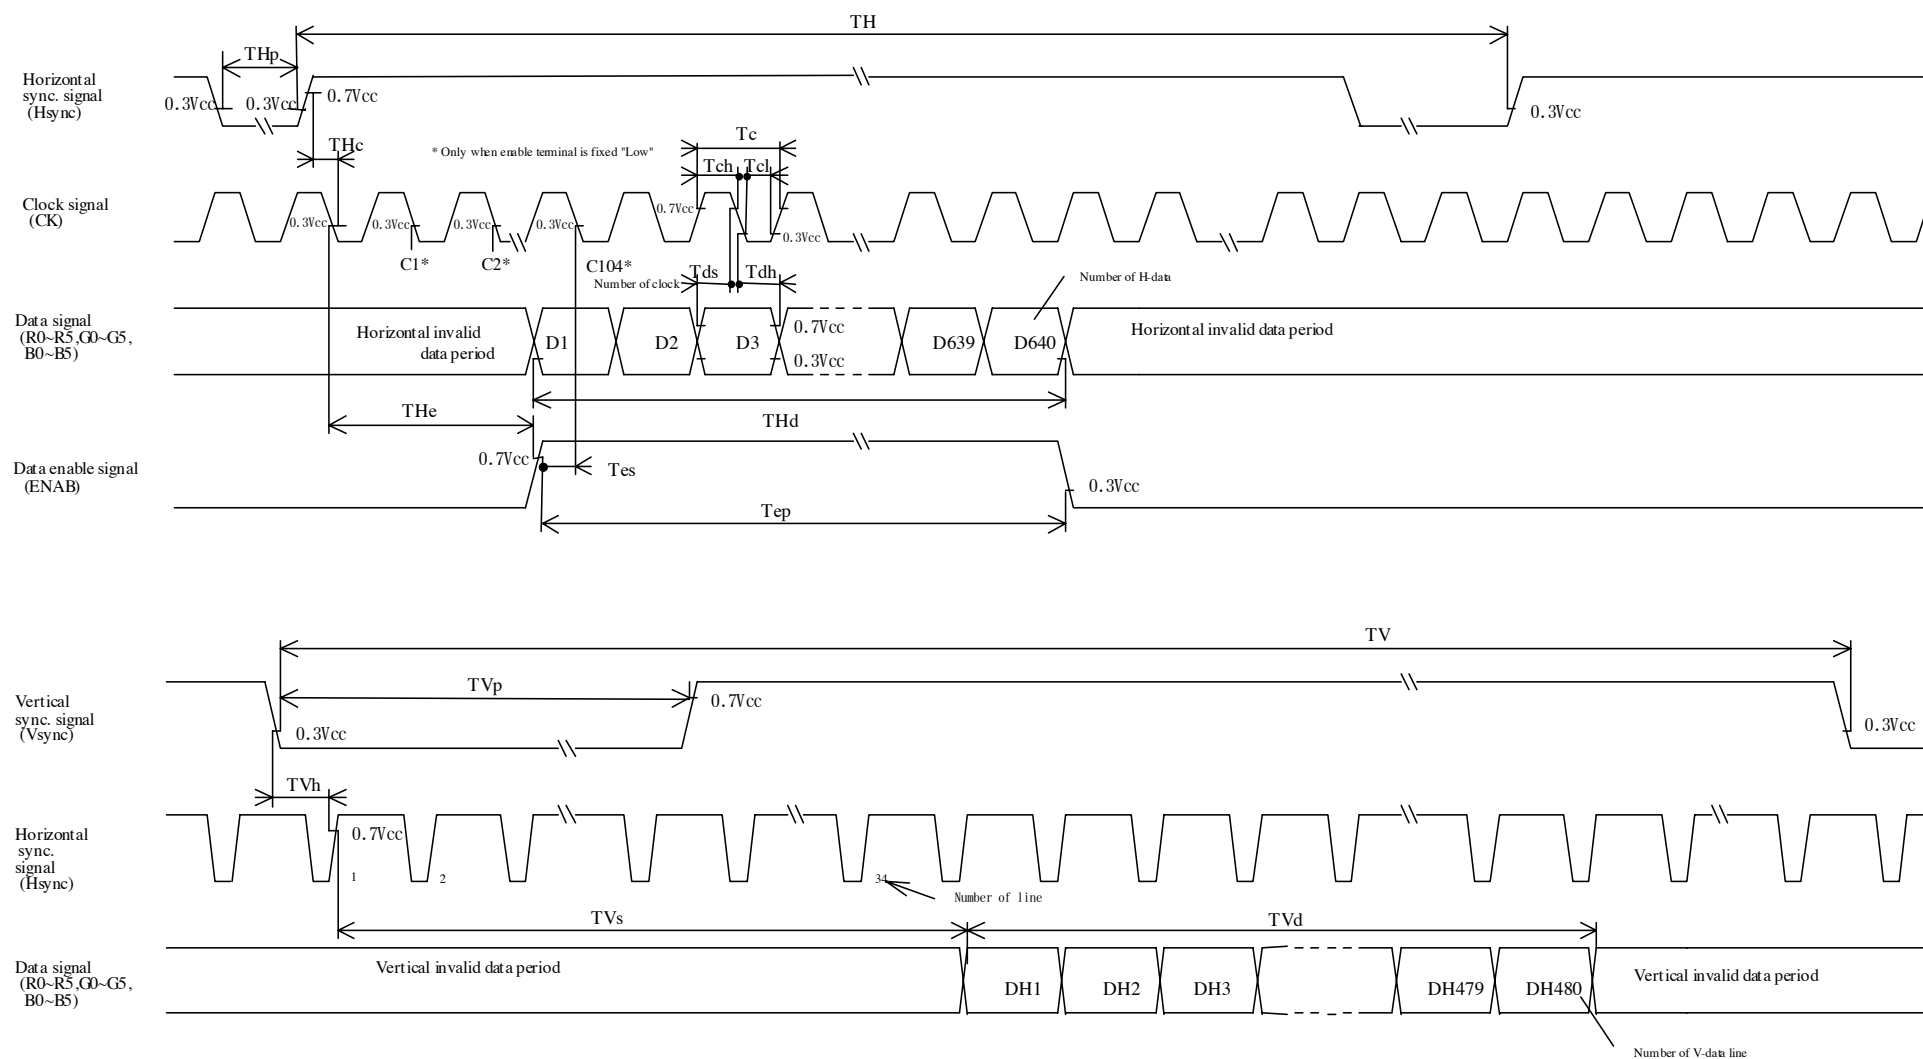 TH
THp
Horizontal
sync. signal
(Hsync)
0.3Vcc
0.3Vcc
0.7Vcc
0.3Vcc
THc
* Only when enable terminal is fixed "Low"
Tc
Tch
Tcl
Clock signal
(CK)
0.3Vcc
0.3Vcc
0.3Vcc
0.3Vcc
0.7Vcc
0.3Vcc
C1*
C2*
C104*
Number of clock
Tds
Tdh
Number of H-data
Data signal
(R0~R5,G0~G5,
B0~B5)
Horizontal invalid
data period
D1
D2
D3
0.7Vcc
0.3Vcc
D639
D640
Horizontal invalid data period
THe
THd
Data enable signal
(ENAB)
0.7Vcc
Tes
0.3Vcc
Tep
TV
TVp
Vertical
sync. signal
(Vsync)
0.3Vcc
0.7Vcc
0.3Vcc
TVh
Horizontal
sync.
signal
(Hsync)
0.7Vcc
1
2
34
Number of line
TVs
TVd
Data signal
(R0~R5,G0~G5,
B0~B5)
Vertical invalid data period
DH1
DH2
DH3
DH479
DH480
Vertical invalid data period
Number of V-data line